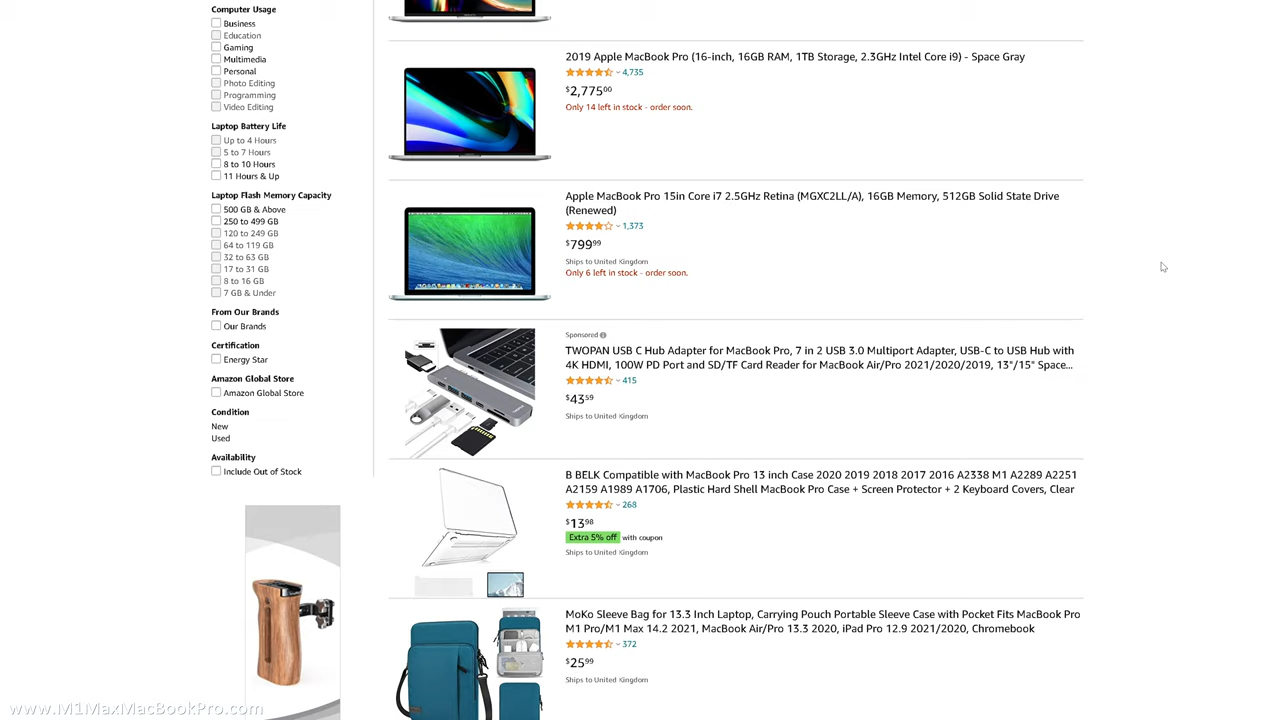 Computer Usage
Business
Education
Gaming
Multimedia
Personal
Photo Editing
Programming
Video Editing
Laptop Battery Life
Up to 4 Hours
5 to 7 Hours
8 to 10 Hours
11 Hours & Up
Laptop Flash Memory Capacity
500 GB & Above
250 to 499 GB
120 to 249 GB
64 to 119 GB
32 to 63 GB
17 to 31 GB
8 to 16 GB
7 GB & Under
From Our Brands
Our Brands
Certification
Energy Star
Amazon Global Store
Amazon Global Store
Condition
New
Used
Availability
Include Out of Stock
2019 Apple MacBook Pro (16-inch, 16GB RAM, 1TB Storage, 2.3GHz Intel Core i9) - Space Gray
4,735
$2,77500
Only 14 left in stock - order soon.
Apple MacBook Pro 15in Core i7 2.5GHz Retina (MGXC2LL/A), 16GB Memory, 512GB Solid State Drive
(Renewed)
1,373
$79999
Ships to United Kingdom
Only 6 left in stock - order soon.
Sponsored
TWOPAN USB C Hub Adapter for MacBook Pro, 7 in 2 USB 3.0 Multiport Adapter, USB-C to USB Hub with
4K HDMI, 100W PD Port and SD/TF Card Reader for MacBook Air/Pro 2021/2020/2019, 13"/15" Space...
415
$4359
Ships to United Kingdom
B BELK Compatible with MacBook Pro 13 inch Case 2020 2019 2018 2017 2016 A2338 M1 A2289 A2251
A2159 A1989 A1706, Plastic Hard Shell MacBook Pro Case + Screen Protector + 2 Keyboard Covers, Clear
268
$1398
Extra 5% off with coupon
Ships to United Kingdom
MoKo Sleeve Bag for 13.3 Inch Laptop, Carrying Pouch Portable Sleeve Case with Pocket Fits MacBook Pro
M1 Pro/M1 Max 14.2 2021, MacBook Air/Pro 13.3 2020, iPad Pro 12.9 2021/2020, Chromebook
372
$2599
Ships to United Kingdom
www.M1MaxMacBookPro.com